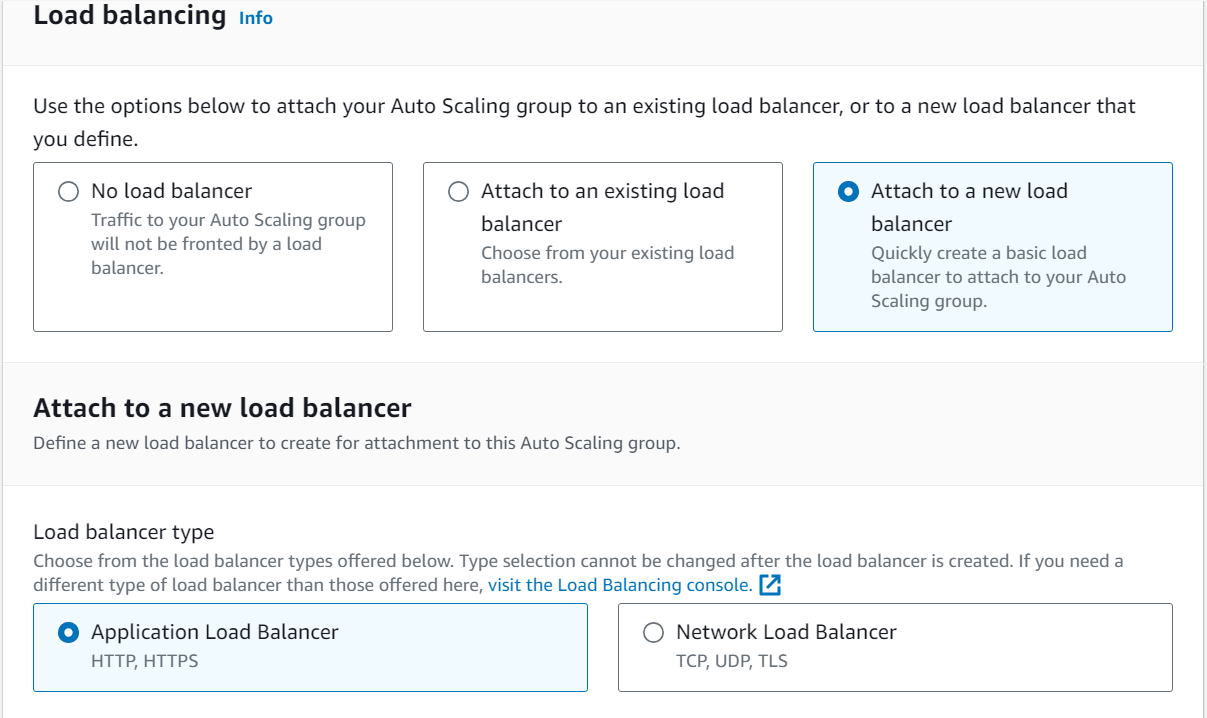 Load balancing Info
Use the options below to attach your Auto Scaling group to an existing load balancer, or to a new load balancer that
you define.
No load balancer
Traffic to your Auto Scaling group
will not be fronted by a load
balancer.
Attach to an existing load
balancer
Choose from your existing load
balancers.
Attach to a new load
balancer
Quickly create a basic load
balancer to attach to your Auto
Scaling group.
Attach to a new load balancer
Define a new load balancer to create for attachment to this Auto Scaling group.
Load balancer type
Choose from the load balancer types offered below. Type selection cannot be changed after the load balancer is created. If you need a
different type of load balancer than those offered here, visit the Load Balancing console.
Application Load Balancer
HTTP, HTTPS
Network Load Balancer
TCP, UDP, TLS